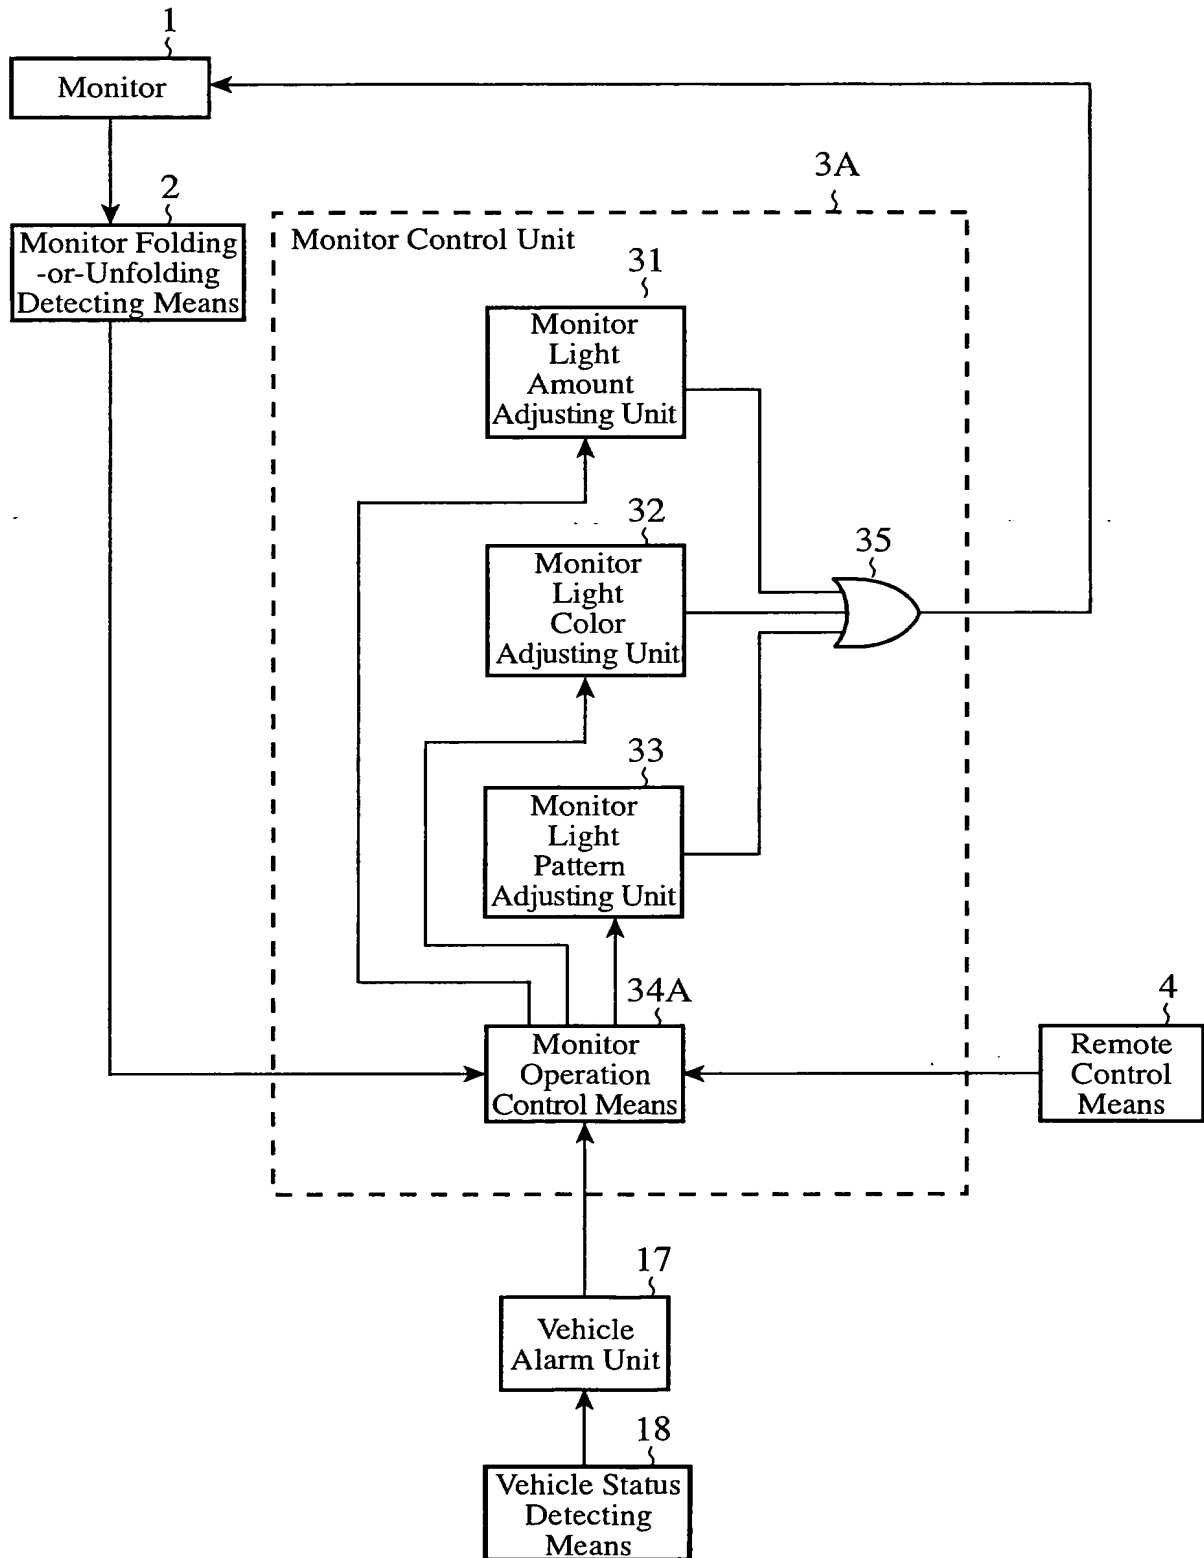 1
Monitor
3A
2
Monitor Folding
-or-Unfolding
Detecting Means
Monitor Control Unit
31
Monitor
Light
Amount
Adjusting Unit
32
Monitor
Light
Color
Adjusting Unit
35
33
Monitor
Light
Pattern
Adjusting Unit
34A
Monitor
Operation
Control Means
4
Remote
Control
Means
17
Vehicle
Alarm Unit
18
Vehicle Status
Detecting
Means